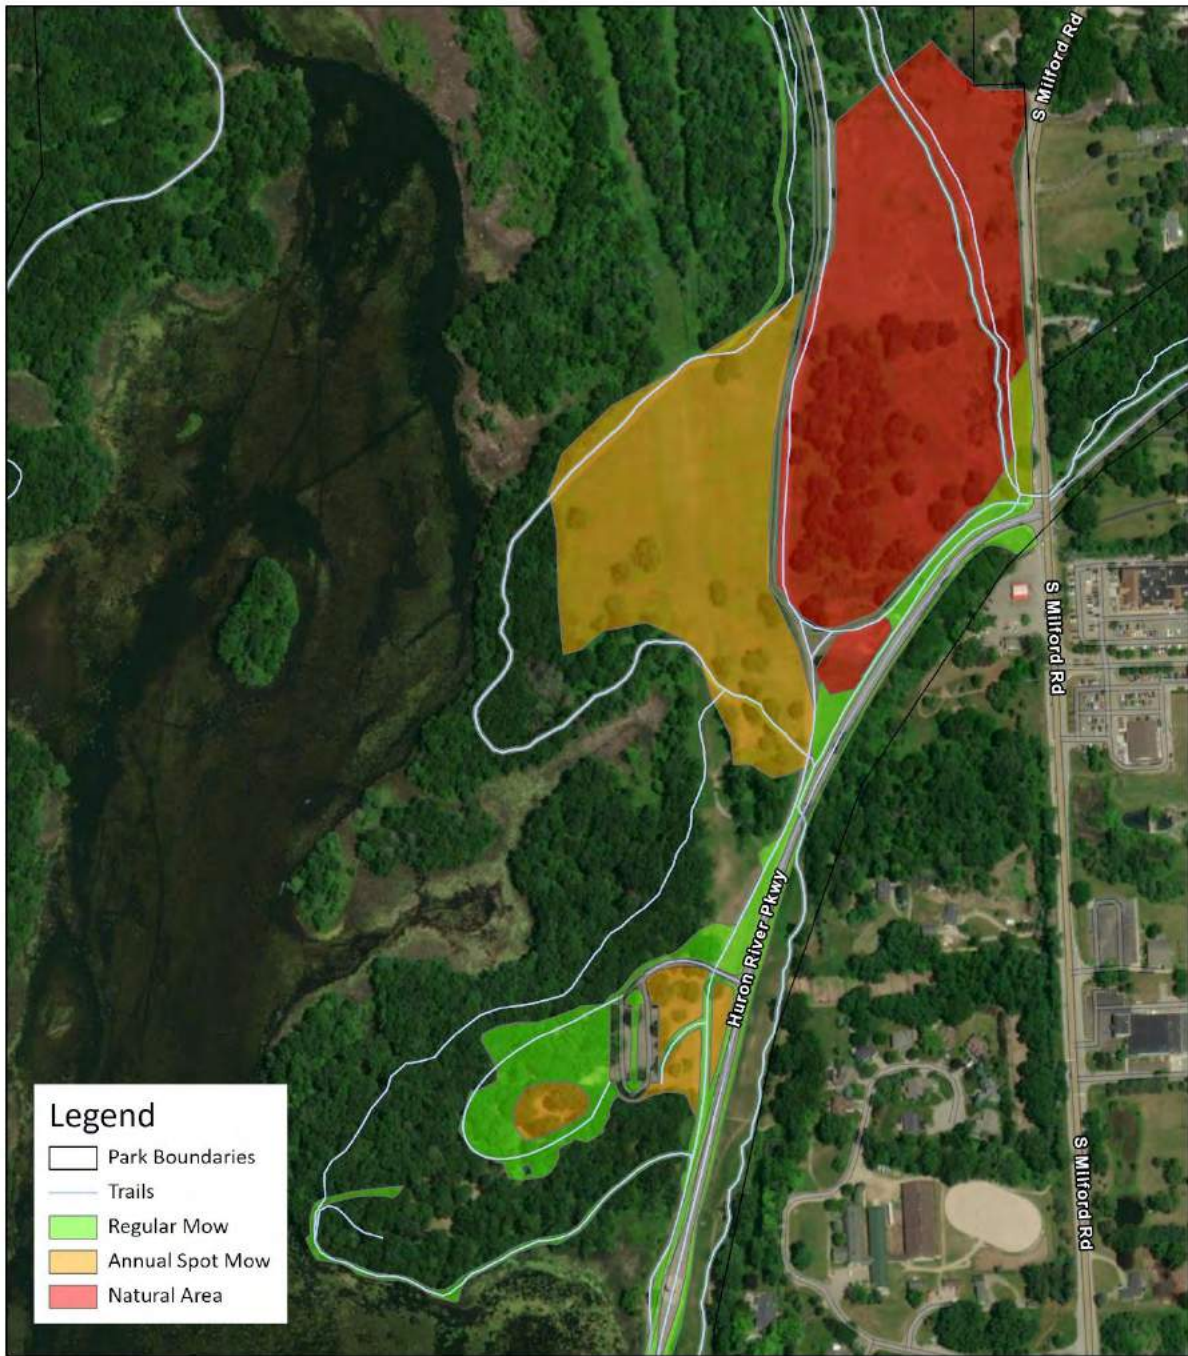 S Milford Rd
S Milford Rd
Huron River Pkwy
S Milford Rd
Legend
Park Boundaries
Trails
Regular Mow
Annual Spot Mow
Natural Area